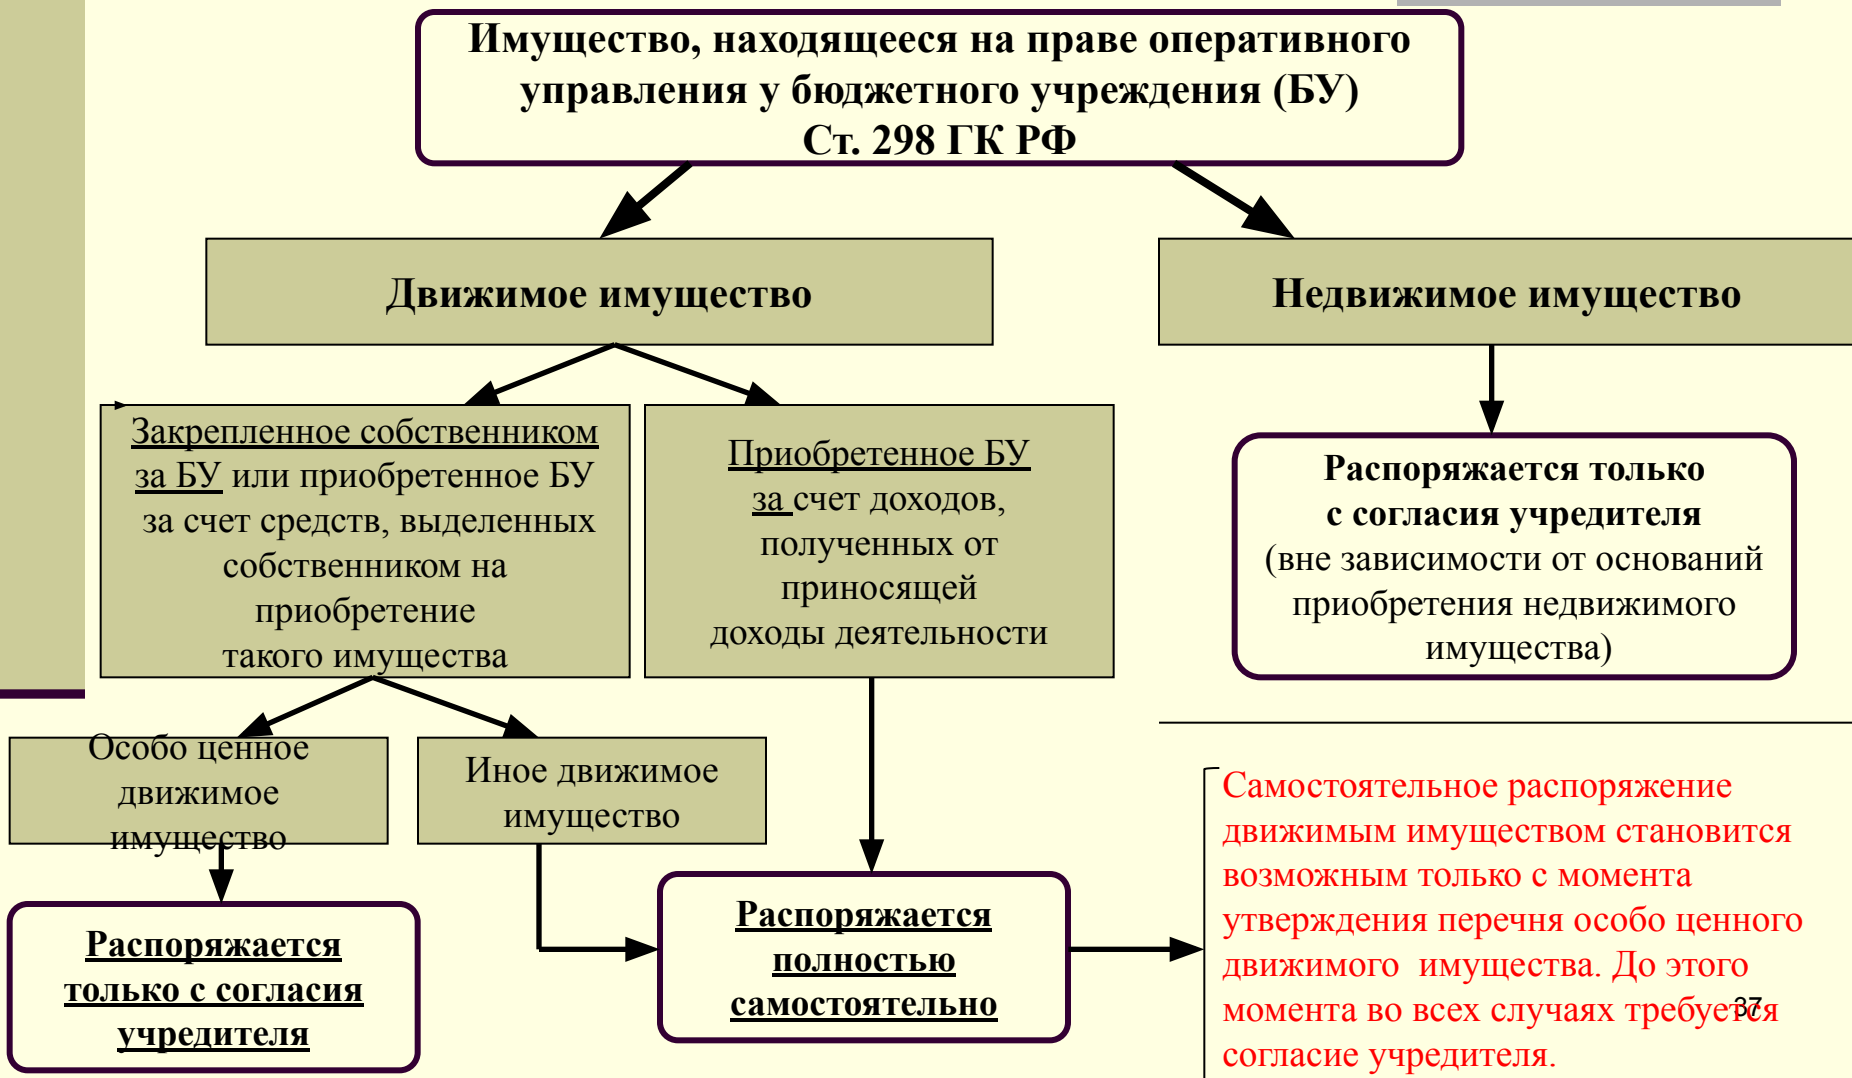 Имущество, находящееся на праве оперативного
управления у бюджетного учреждения (БУ)
Ст. 298 ГК РФ
Движимое имущество
Недвижимое имущество
Закрепленное собственником
за БУ или приобретенное БУ
за счет средств, выделенных
собственником на
приобретение
такого имущества
Приобретенное БУ
за счет доходов,
полученных от
приносящей
доходы деятельности
Распоряжается только
с согласия учредителя
(вне зависимости от оснований
приобретения недвижимого
имущества)
Особо ценное
движимое
имущество
Иное движимое
имущество
Распоряжается
только с согласия
учредителя
Распоряжается
полностью
самостоятельно
Самостоятельное распоряжение
движимым имуществом становится
возможным только с момента
утверждения перечня особо ценного
движимого имущества. До этого
момента во всех случаях требуется
согласие учредителя.
37